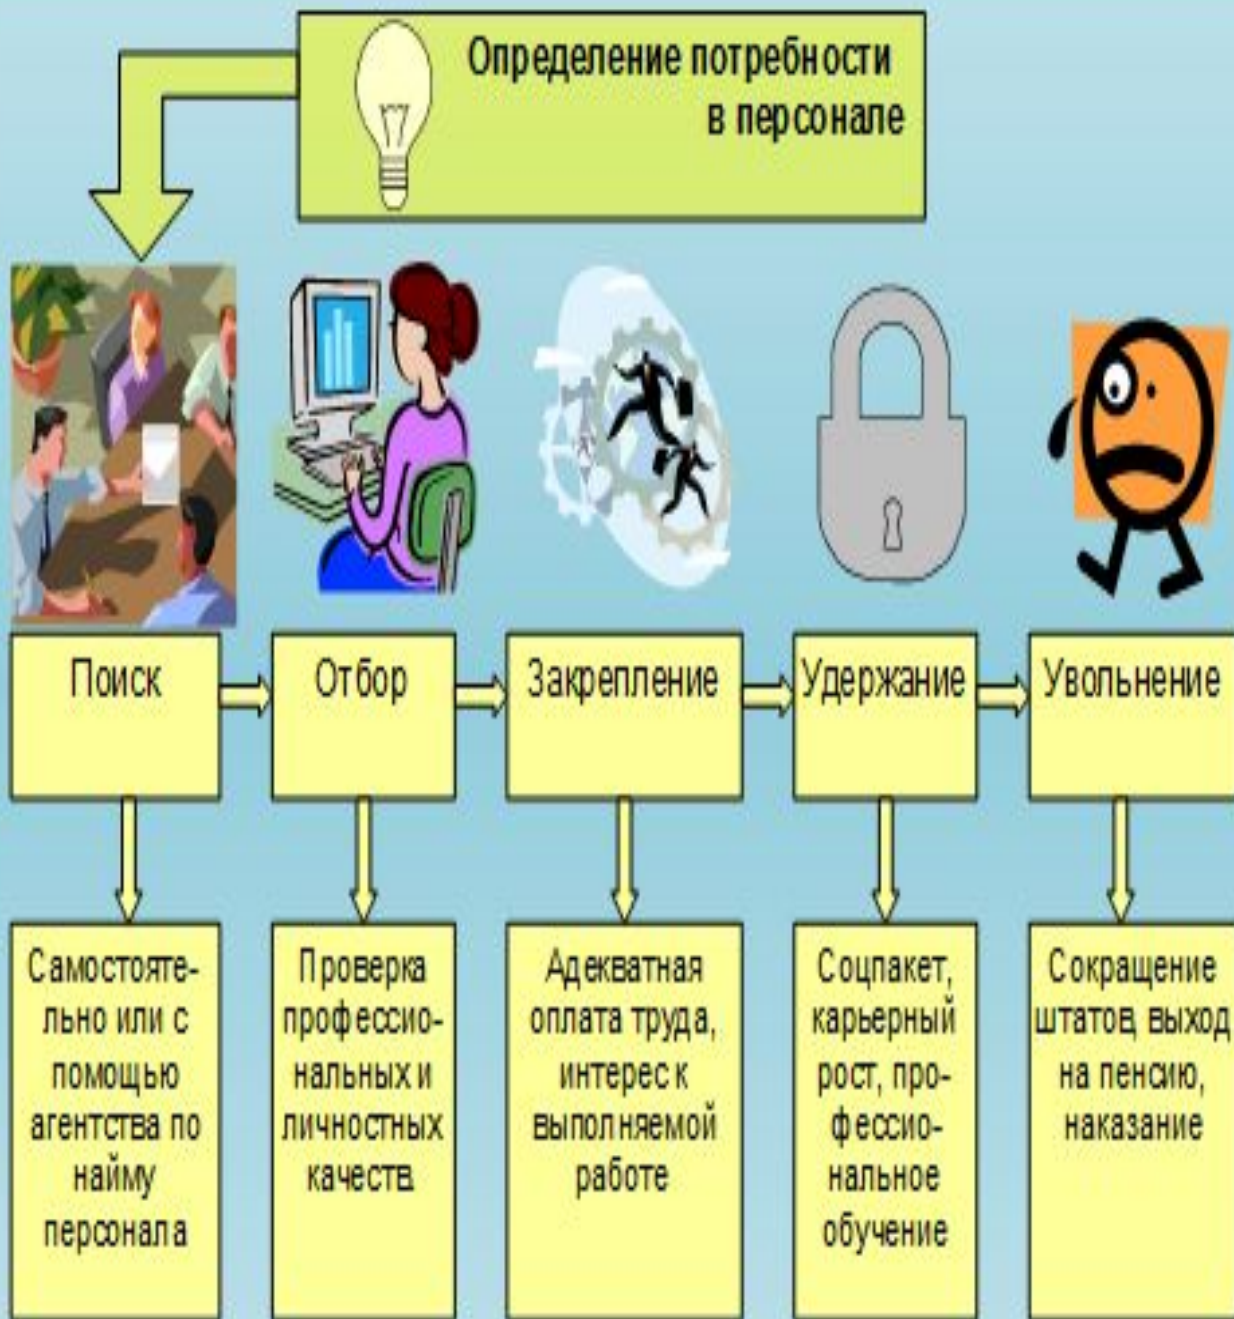 Определение потребности
в персонале
Поиск
Отбор
Закрепление
Удержание
Увольнение
Самостояте-
льно или с
помощью
агентства по
найму
персонала
Проверка
профессио-
нальных и
личностных
качеств.
Адекватная
оплата труда,
интерес к
выполняемой
работе
Соцпакет,
карьерный
рост, про-
фессио-
нальное
обучение
Сокращение
штатов, выход
на пенсию,
наказание